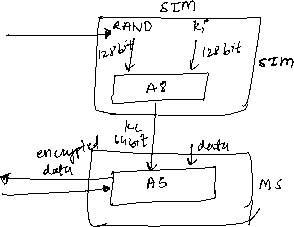 SIM
RAND Ki
128 bit 128 bit
SIM
A8
Kc
64 bit
encrypted
data
data
A5
MS